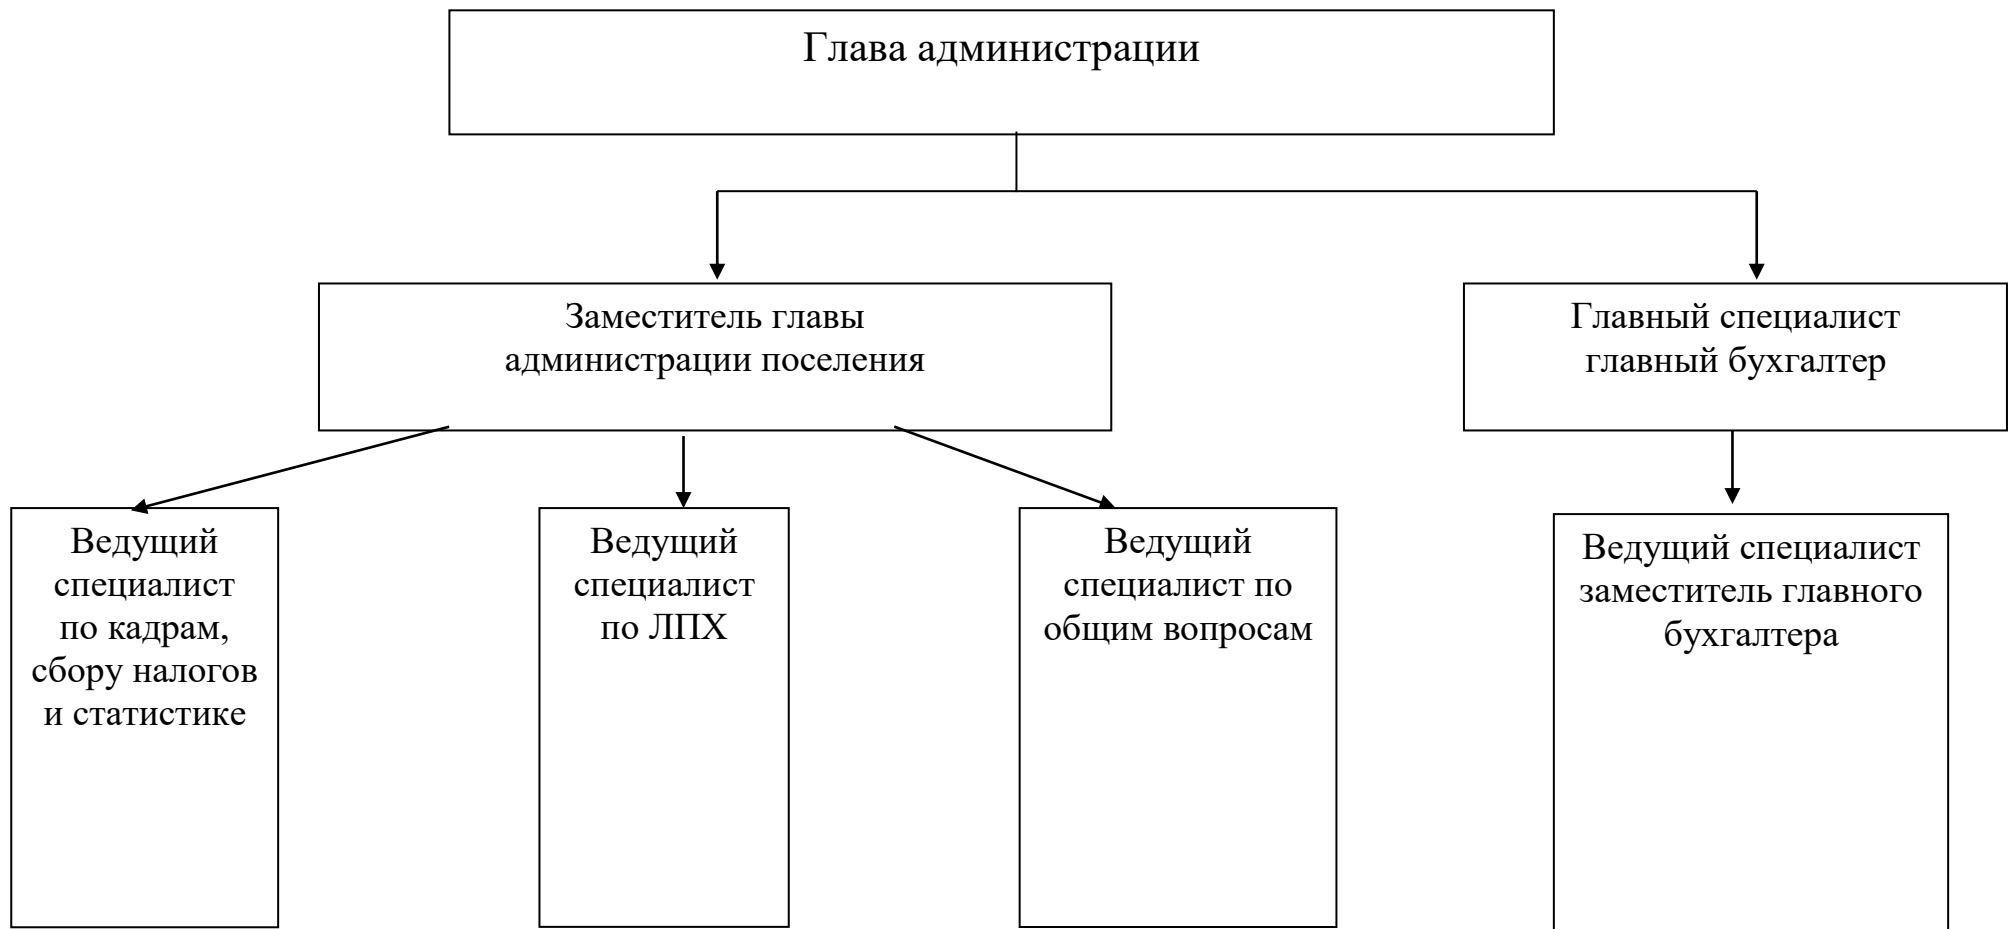 Глава администрации
Заместитель главы
администрации поселения
Главный специалист
главный бухгалтер
Ведущий
специалист
по кадрам,
сбору налогов
и статистике
Ведущий
специалист
по ЛПХ
Ведущий
специалист по
общим вопросам
Ведущий специалист
заместитель главного
бухгалтера